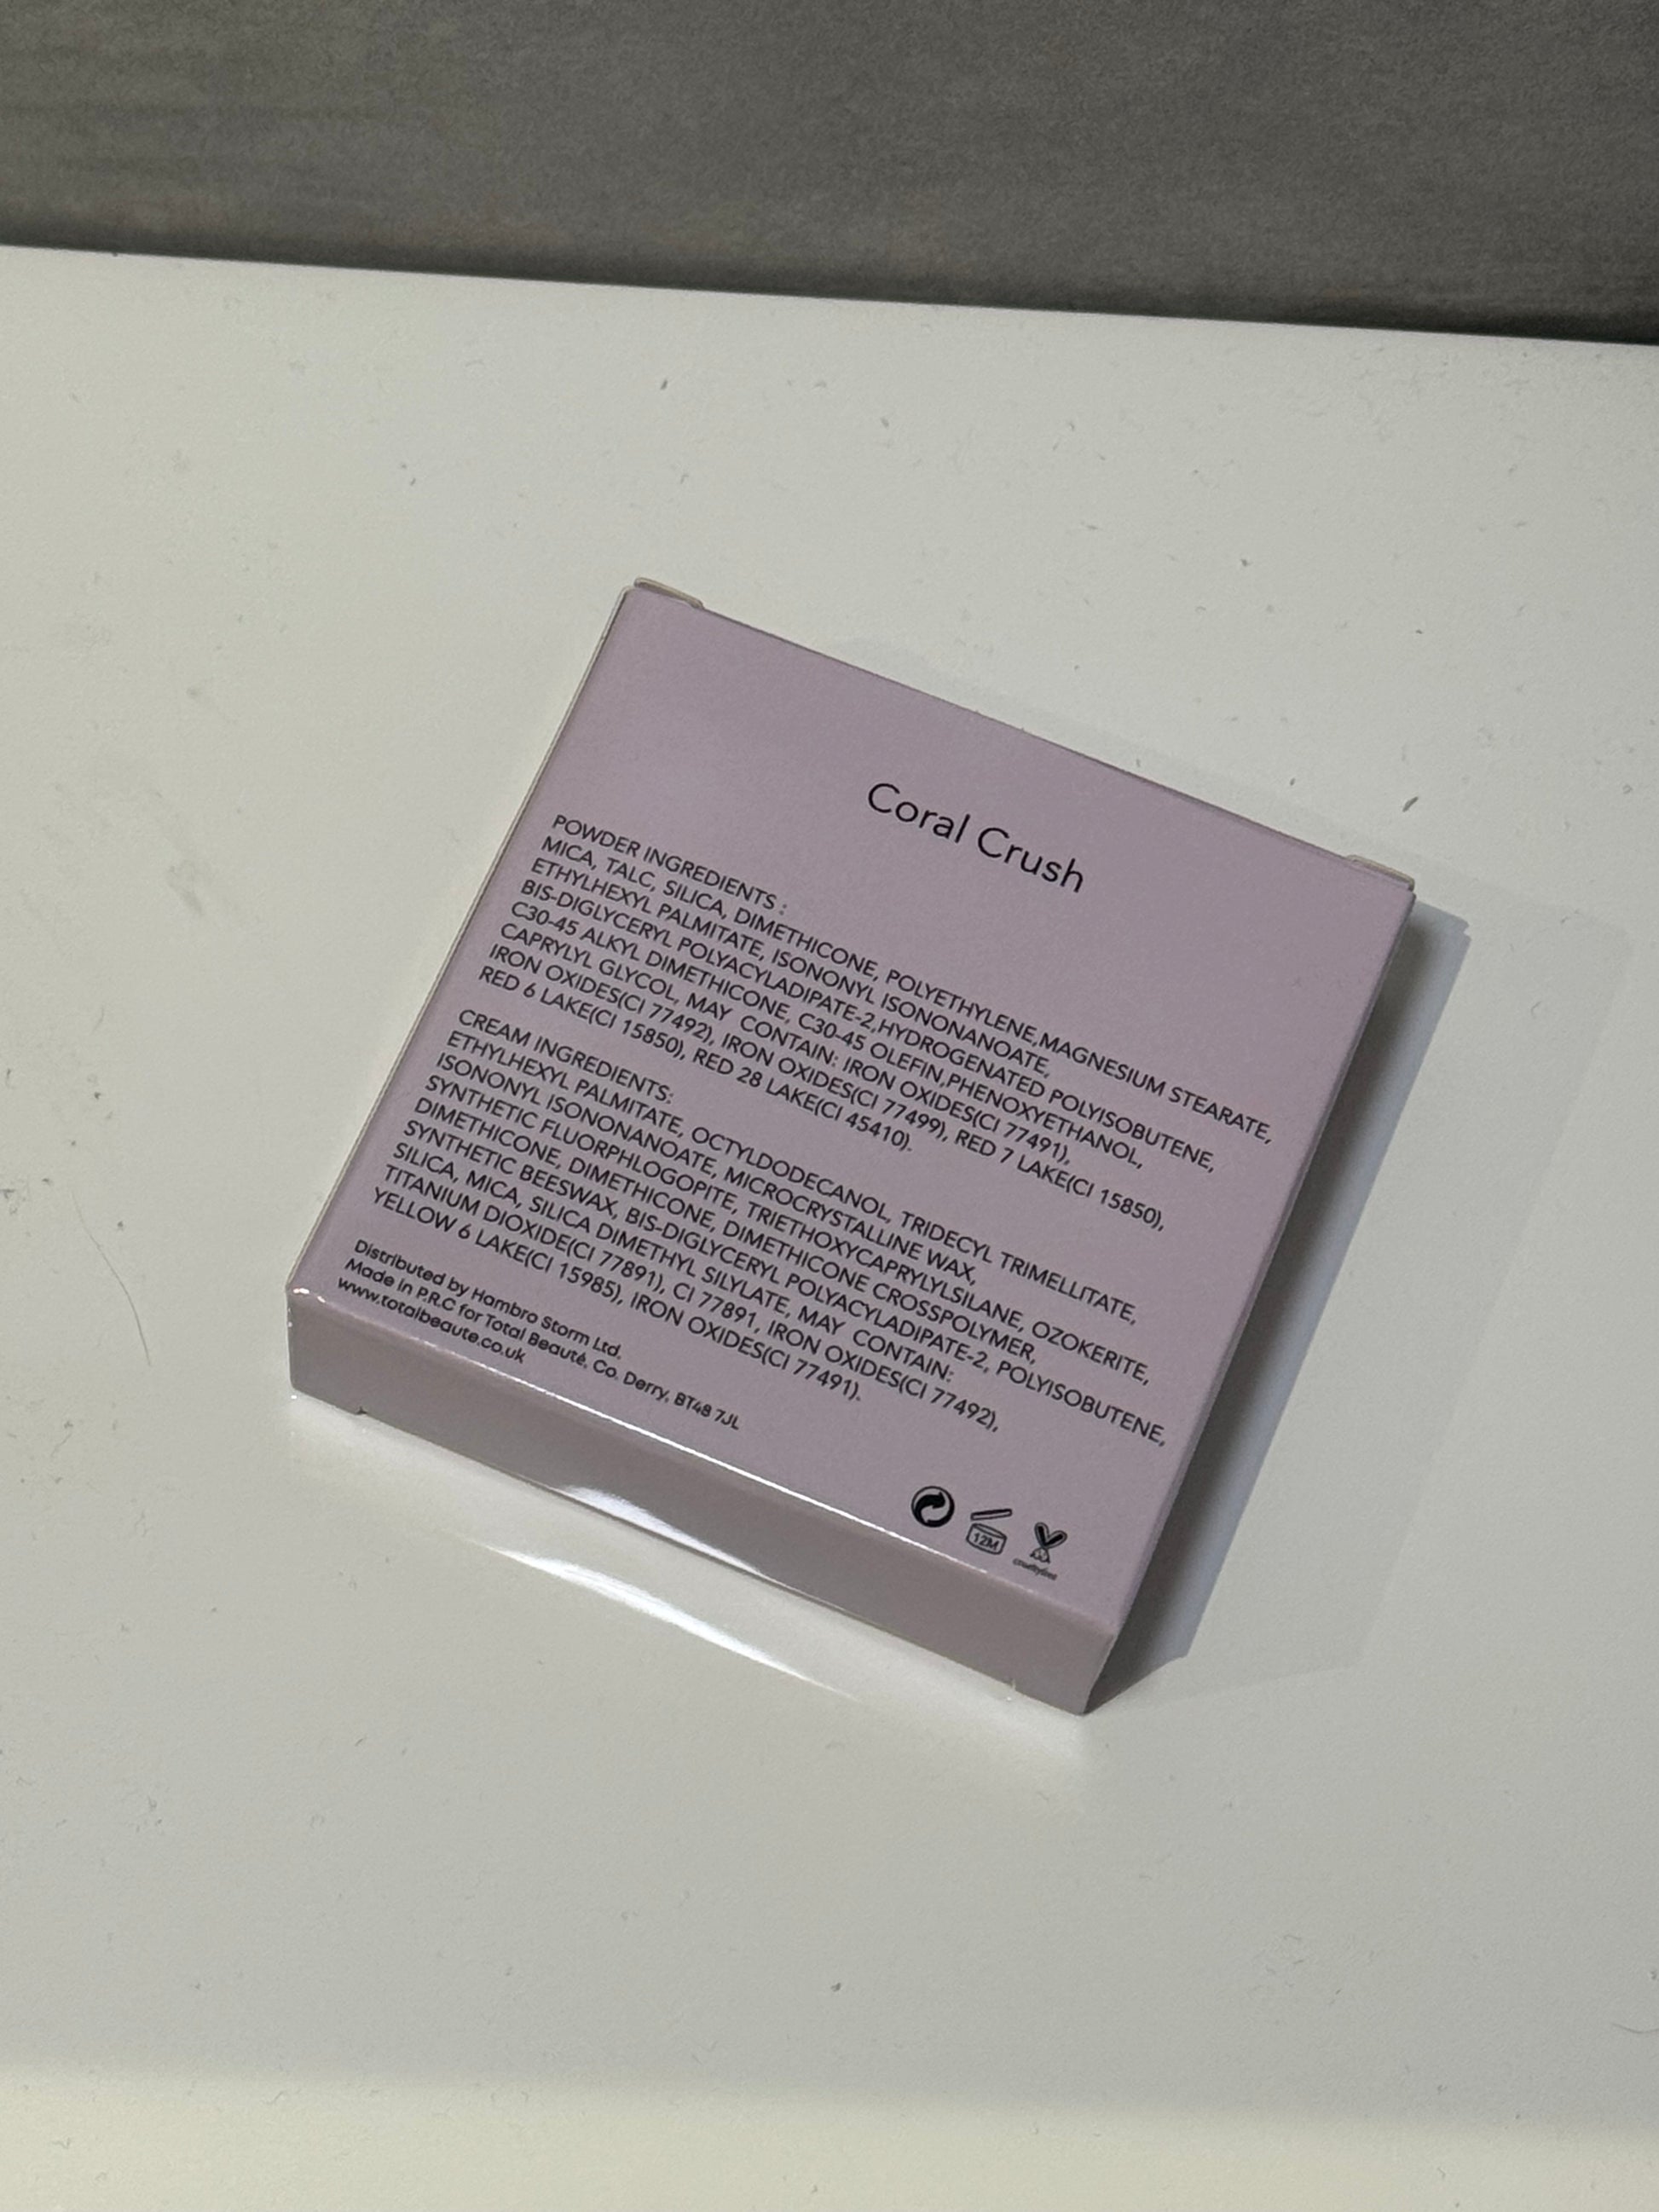 Coral Crush
POWDER INGREDIENTS :
MICA, TALC, SILICA, DIMETHICONE, POLYETHYLENE,MAGNESIUM STEARATE,
ETHYLHEXYL PALMITATE, ISONONYL ISONONANOATE,
BIS-DIGLYCERYL POLYACYLADIPATE-2,HYDROGENATED POLYISOBUTENE,
C30-45 ALKYL DIMETHICONE, C30-45 OLEFIN,PHENOXYETHANOL,
CAPRYLYL GLYCOL, MAY CONTAIN: IRON OXIDES(CI 77491),
IRON OXIDES(CI 77492), IRON OXIDES(CI 77499), RED 7 LAKE(CI 15850),
RED 6 LAKE(CI 15850), RED 28 LAKE(CI 45410).
CREAM INGREDIENTS:
ETHYLHEXYL PALMITATE, OCTYLDODECANOL, TRIDECYL TRIMELLITATE,
ISONONYL ISONONANOATE, MICROCRYSTALLINE WAX,
SYNTHETIC FLUORPHLOGOPITE, TRIETHOXYCAPRYLYLSILANE, OZOKERITE,
DIMETHICONE, DIMETHICONE, DIMETHICONE CROSSPOLYMER,
SYNTHETIC BEESWAX, BIS-DIGLYCERYL POLYACYLADIPATE-2, POLYISOBUTENE,
SILICA, MICA, SILICA DIMETHYL SILYLATE, MAY CONTAIN:
TITANIUM DIOXIDE(CI 77891), CI 77891, IRON OXIDES(CI 77492),
YELLOW 6 LAKE(CI 15985), IRON OXIDES(CI 77491).
Distributed by Hambro Storm Ltd.
Made in P.R.C for Total Beauté, Co. Derry, BT48 7JL
www.totalbeaute.co.uk
12M
crueltyfree